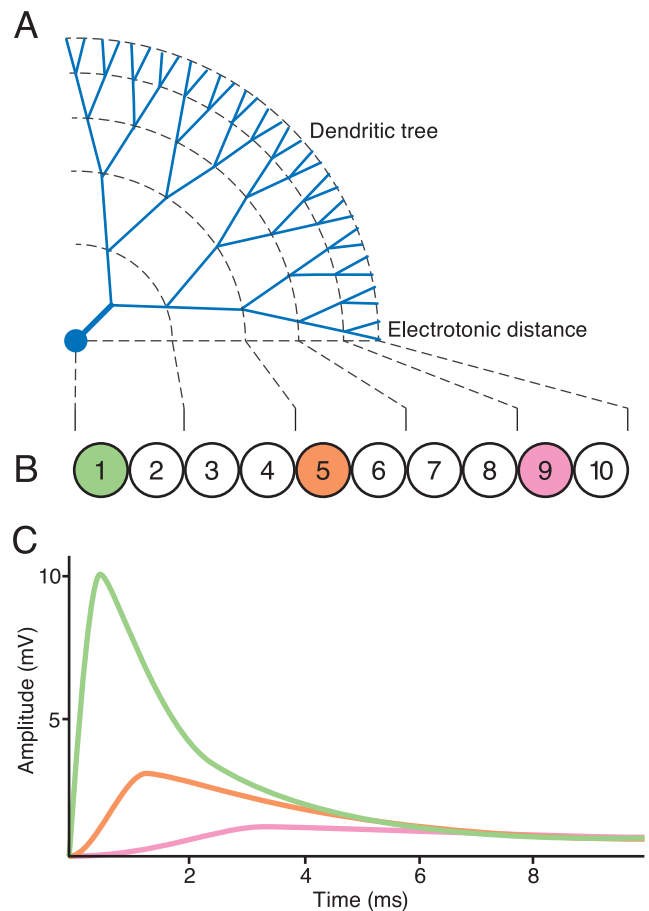 A
Dendritic tree
Electrotonic distance
B
1 2 3 4 5 6 7 8 9 10
C
10
5
Amplitude (mV)
2 4 6 8
Time (ms)